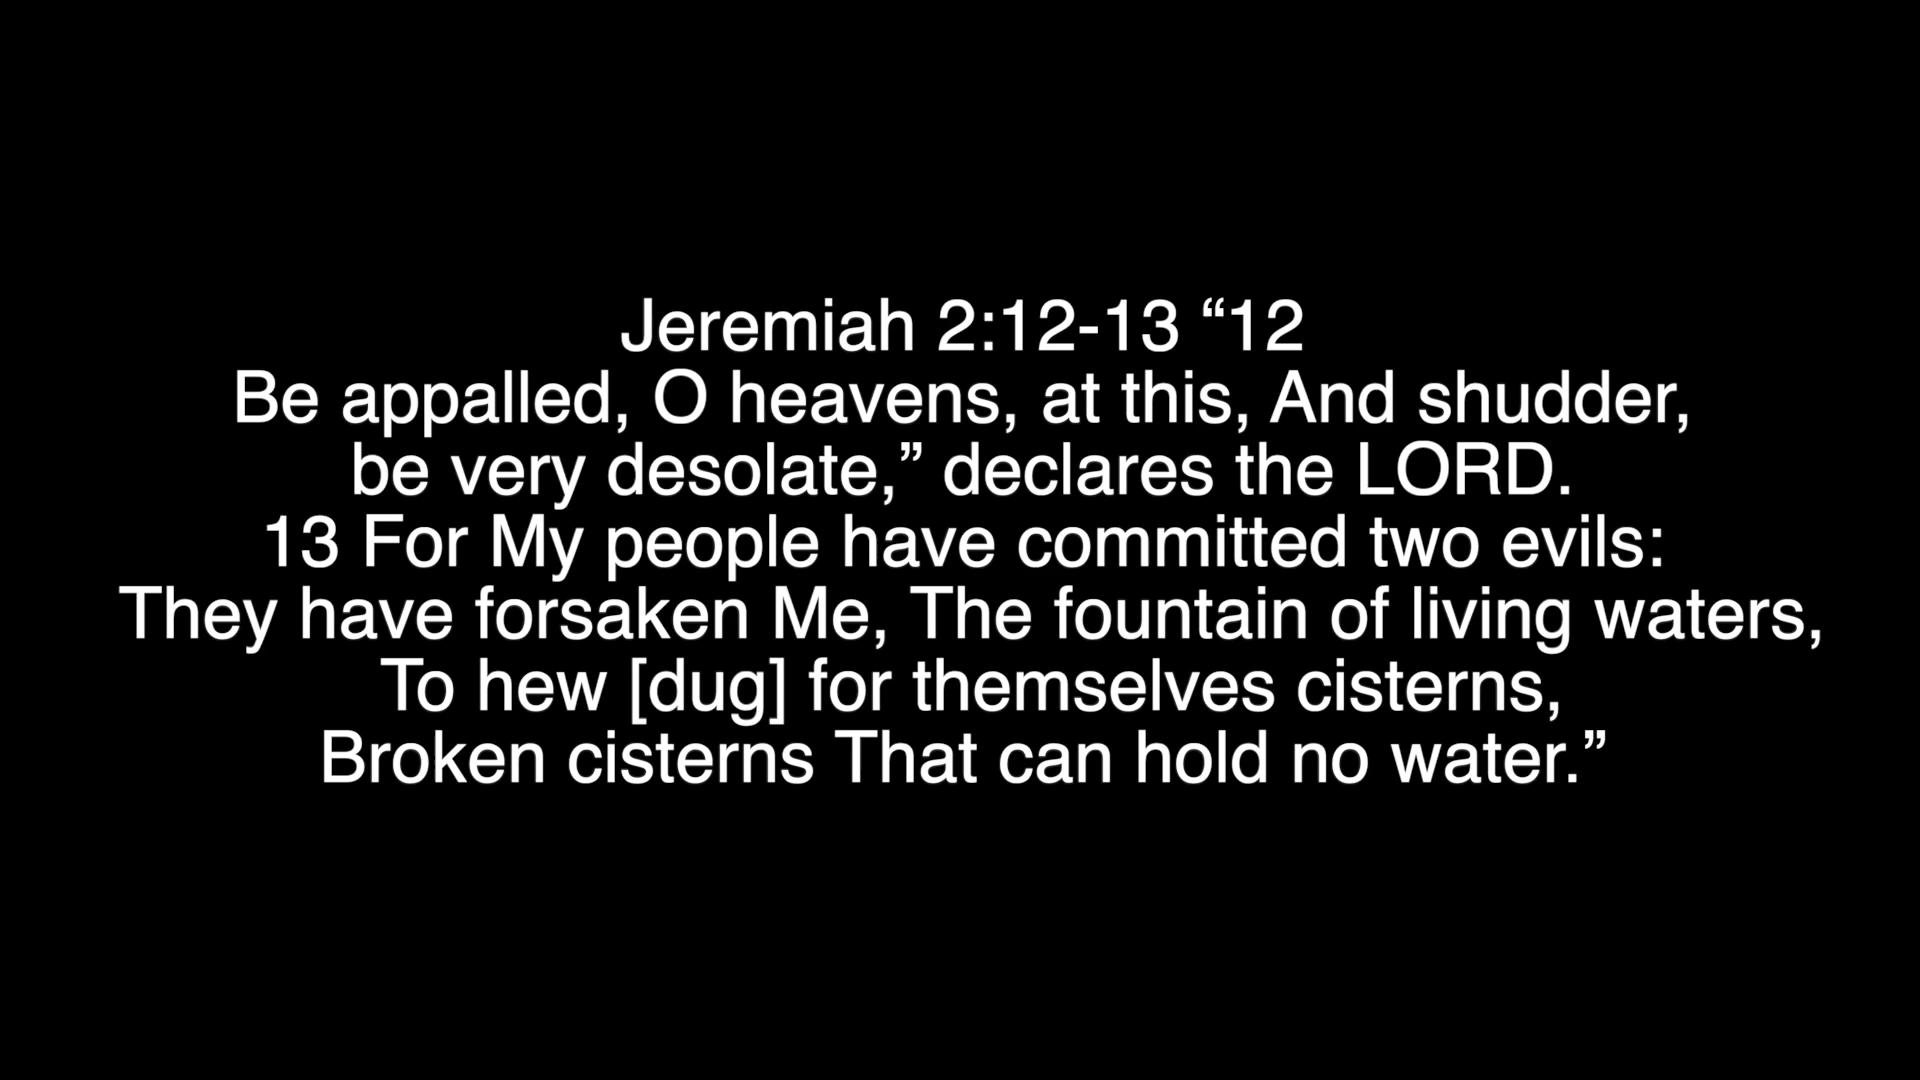 Jeremiah 2:12-13 “12
Be appalled, O heavens, at this, And shudder,
be very desolate,” declares the LORD.
13 For My people have committed two evils:
They have forsaken Me, The fountain of living waters,
To hew [dug] for themselves cisterns,
Broken cisterns That can hold no water.”